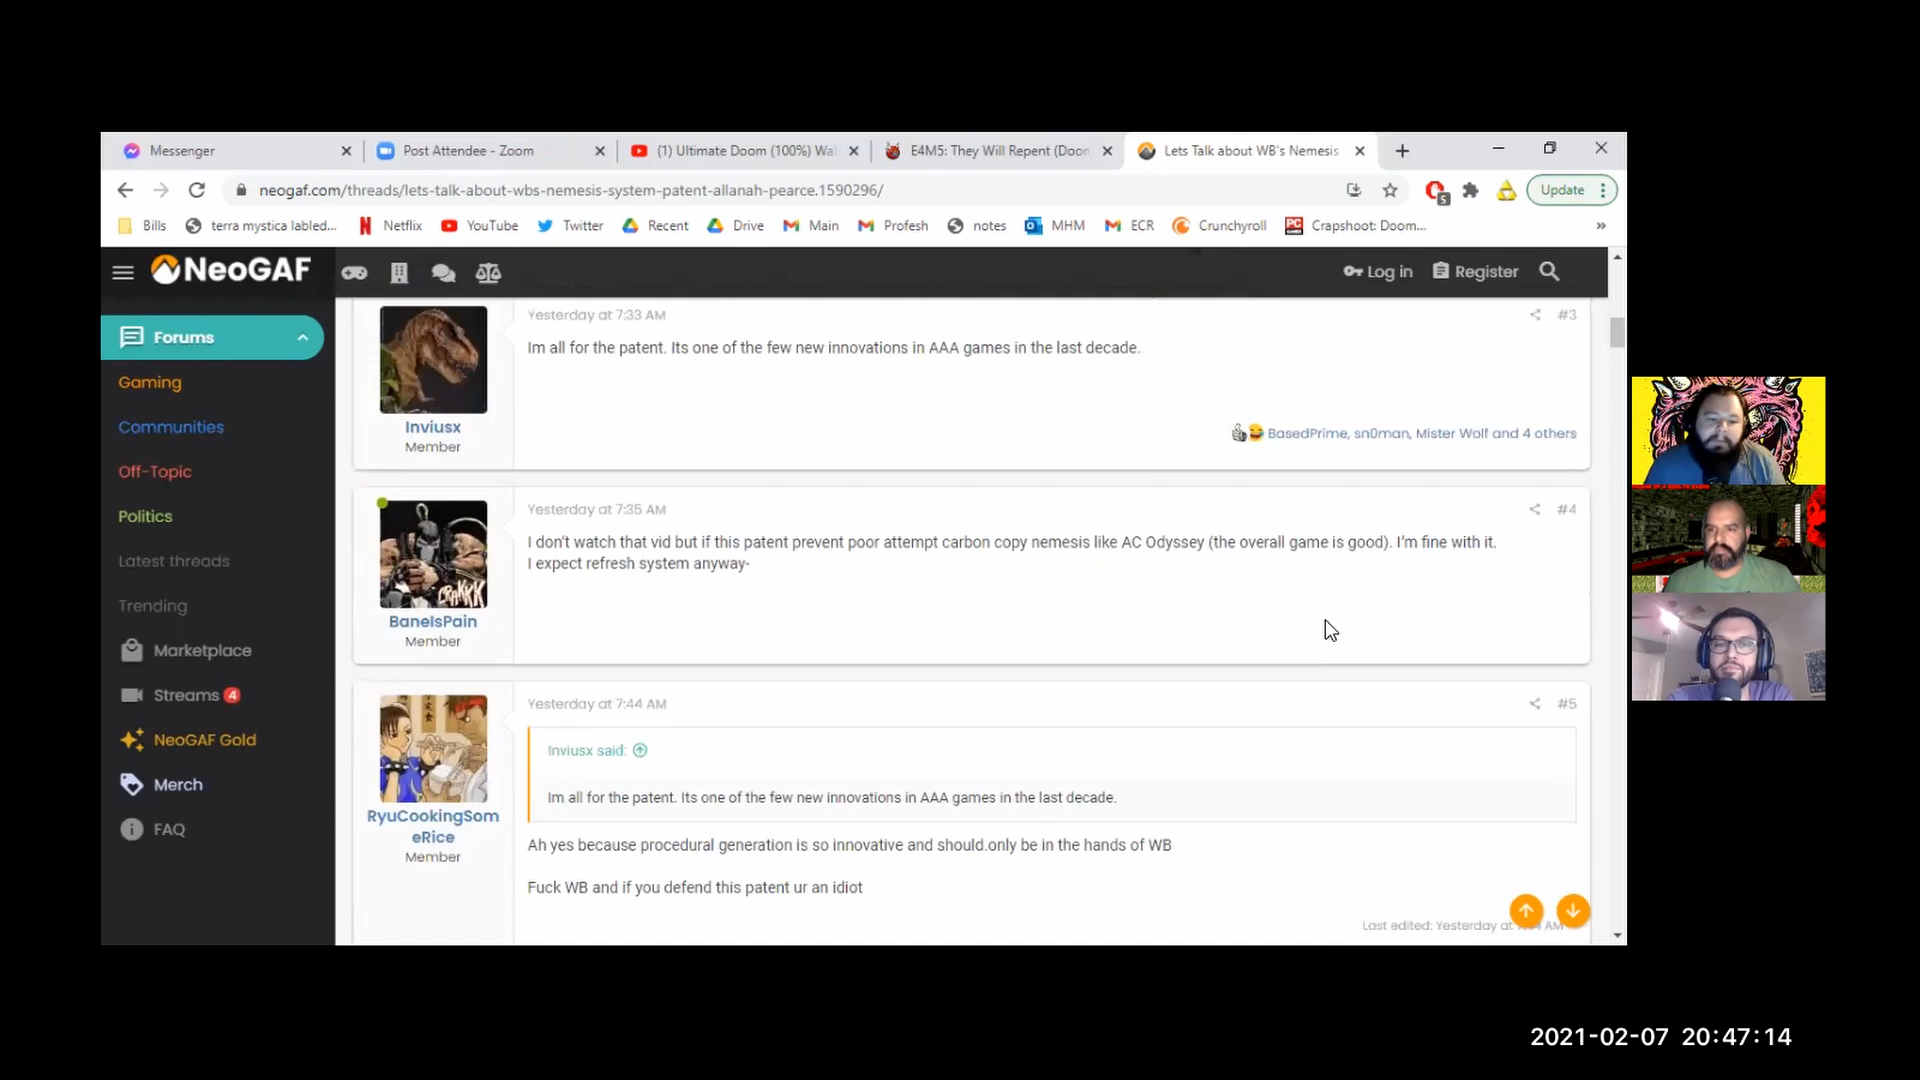 Messenger
Post Attendee - Zoom
(1) Ultimate Doom (100%) Wal
E4M5: They Will Repent (Doom
Lets Talk about WB's Nemesis
neogaf.com/threads/lets-talk-about-wbs-nemesis-system-patent-allanah-pearce.1590296/
5
Update
Bills
terra mystica labled...
Netflix
YouTube
Twitter
Recent
Drive
Main
Profesh
notes
MHM
ECR
Crunchyroll
Crapshoot: Doom...
NeoGAF
Log in
Register
Forums
Gaming
Communities
Off-Topic
Politics
Latest threads
Trending
Marketplace
Streams 4
NeoGAF Gold
Merch
FAQ
Yesterday at 7:33 AM
#3
Im all for the patent. Its one of the few new innovations in AAA games in the last decade.
Inviusx
Member
BasedPrime, sn0man, Mister Wolf and 4 others
Yesterday at 7:35 AM
#4
I don't watch that vid but if this patent prevent poor attempt carbon copy nemesis like AC Odyssey (the overall game is good). I'm fine with it.
I expect refresh system anyway-
CRAKKK
BaneIsPain
Member
Yesterday at 7:44 AM
#5
Inviusx said:
Im all for the patent. Its one of the few new innovations in AAA games in the last decade.
RyuCookingSom
eRice
Member
Ah yes because procedural generation is so innovative and should.only be in the hands of WB
Fuck WB and if you defend this patent ur an idiot
Last edited: Yesterday at AM
2021-02-07 20:47:14